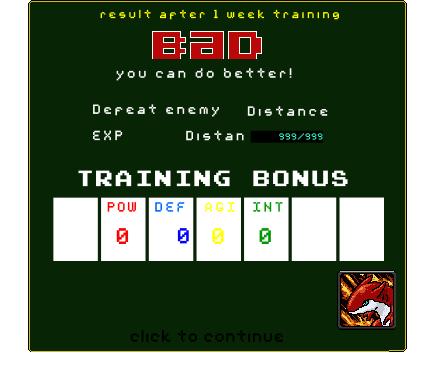 result after 1 week training
BAD
you can do better!
Defeat enemy Distance
EXP Distan 999/999
TRAINING BONUS
POW DEF AGI INT
0 0 0 0
click to continue